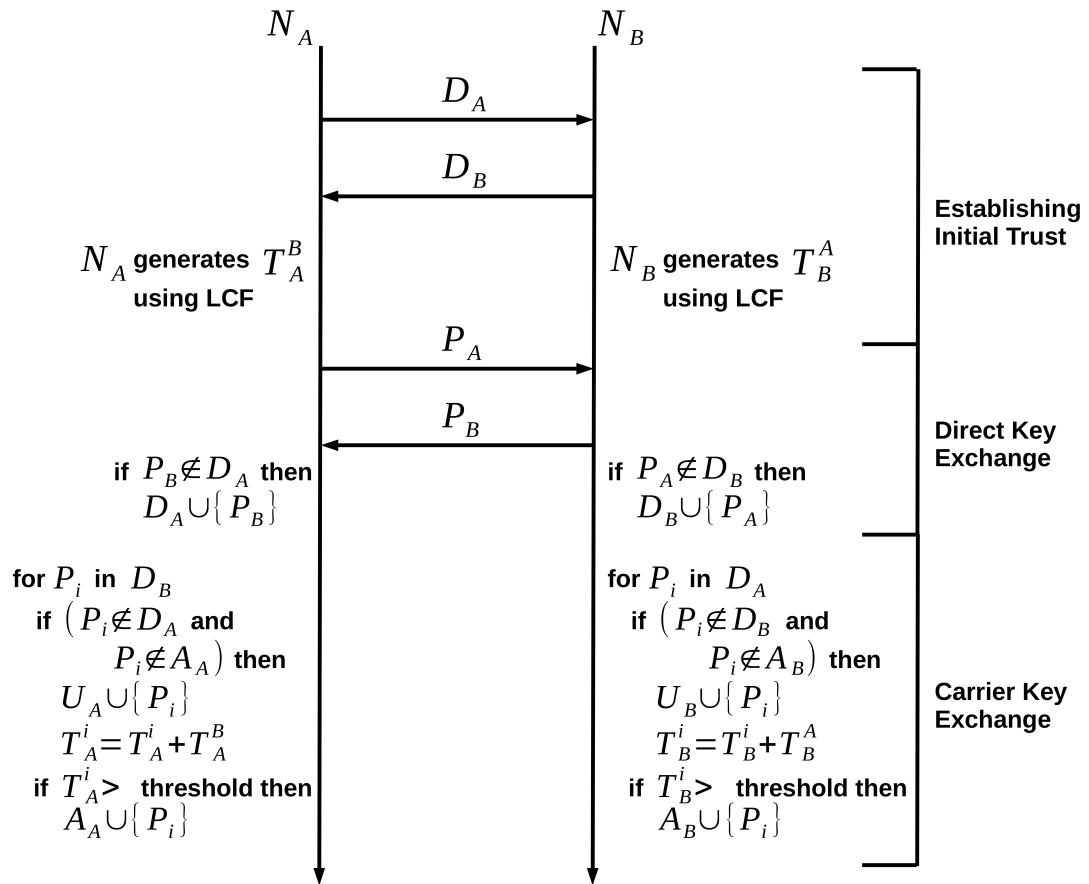 N_A
N_B
D_A
D_B
Establishing
Initial Trust
N_A generates T_A^B
using LCF
N_B generates T_B^A
using LCF
P_A
P_B
Direct Key
Exchange
if P_B∉D_A then
D_A∪{P_B}
if P_A∉D_B then
D_B∪{P_A}
for P_i in D_B
if (P_i∉D_A and
P_i∉A_A) then
U_A∪{P_i}
T_A^i=T_A^i+T_A^B
if T_A^i> threshold then
A_A∪{P_i}
for P_i in D_A
if (P_i∉D_B and
P_i∉A_B) then
U_B∪{P_i}
T_B^i=T_B^i+T_B^A
if T_B^i> threshold then
A_B∪{P_i}
Carrier Key
Exchange